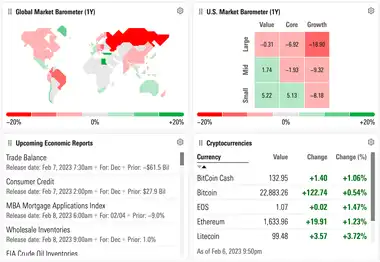 Global Market Barometer (1Y)
-20% 0% +20%
U.S. Market Barometer (1Y)
Value Core Growth
Large -0.31 -6.92 -18.90
Mid 1.74 -1.53 -9.32
Small 5.22 5.13 -8.18
-20% 0% +20%
Upcoming Economic Reports
Trade Balance
Release date: Feb 7, 2023 7:30am • For: Dec • Prior: -$61.5 Bil
Consumer Credit
Release date: Feb 7, 2023 2:00pm • For: Dec • Prior: $27.9 Bil
MBA Mortgage Applications Index
Release date: Feb 8, 2023 6:00am • For: 02/04 • Prior: -9.0%
Wholesale Inventories
Release date: Feb 8, 2023 9:00am • For: Dec • Prior: 1.0%
EIA Crude Oil Inventories
Cryptocurrencies
Currency Value Change Change (%)
BitCoin Cash 132.95 +1.40 +1.06%
Bitcoin 22,883.26 +122.74 +0.54%
EOS 1.07 +0.02 +1.47%
Ethereum 1,633.96 +19.91 +1.23%
Litecoin 99.48 +3.57 +3.72%
As of Feb 6, 2023 9:50pm